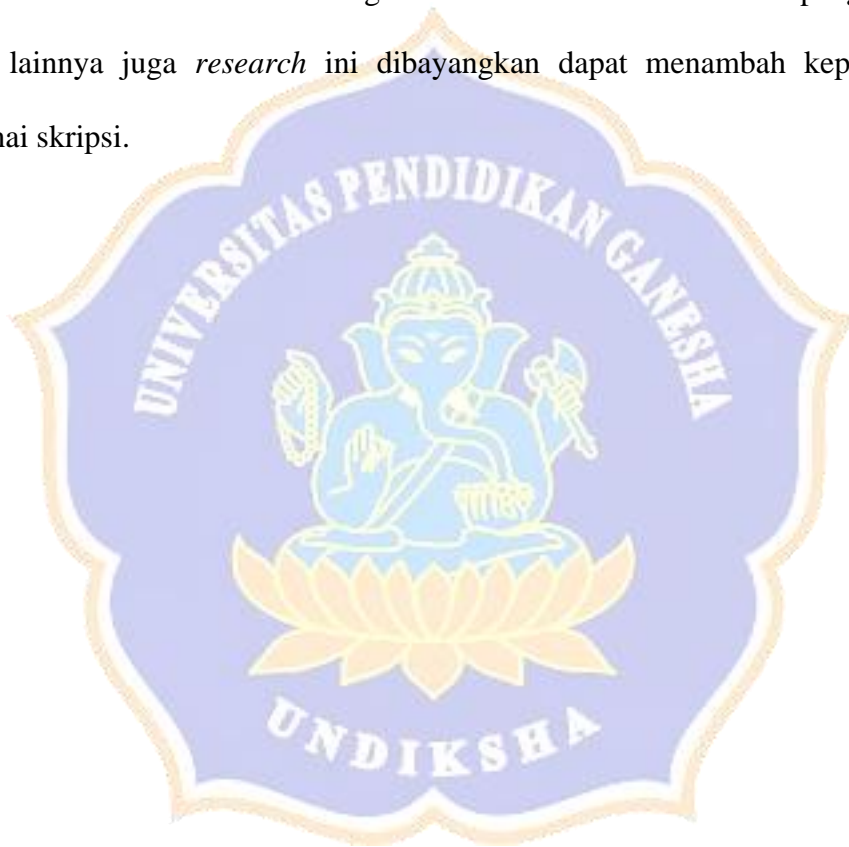 lainnya juga research ini dibayangkan dapat menambah kep
nai skripsi.
UNIVERSITAS PENDIDIKAN GANESHA
UNDIKSHA